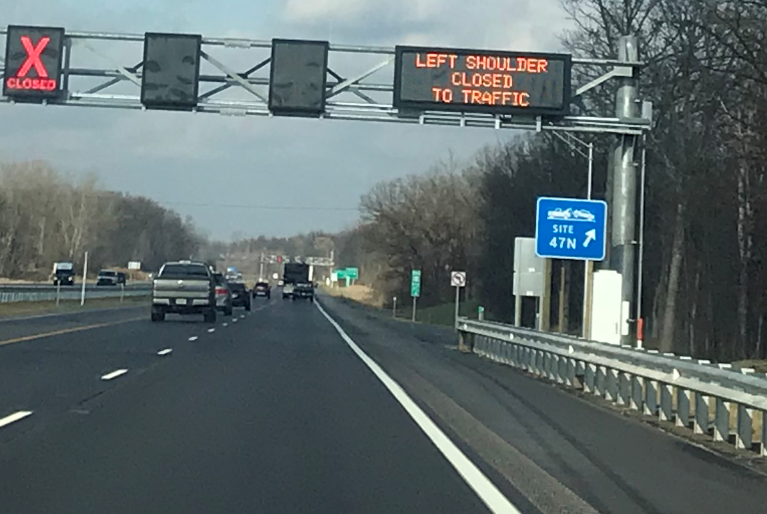 X
CLOSED
LEFT SHOULDER
CLOSED
TO TRAFFIC
SITE
47N